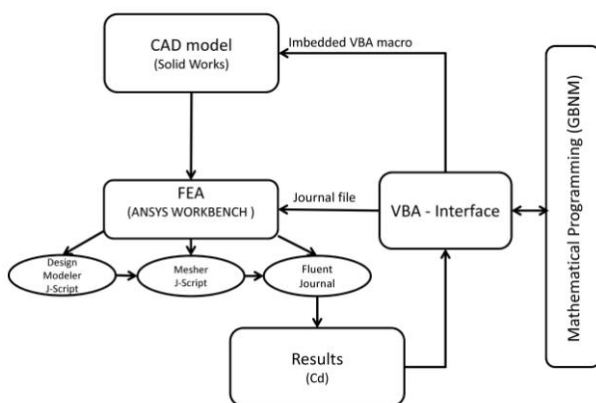 CAD model
(Solid Works)
Imbedded VBA macro
FEA
(ANSYS WORKBENCH )
Journal file
VBA - Interface
Mathematical Programming (GBNM)
Design
Modeler
J-Script
Mesher
J-Script
Fluent
Journal
Results
(Cd)